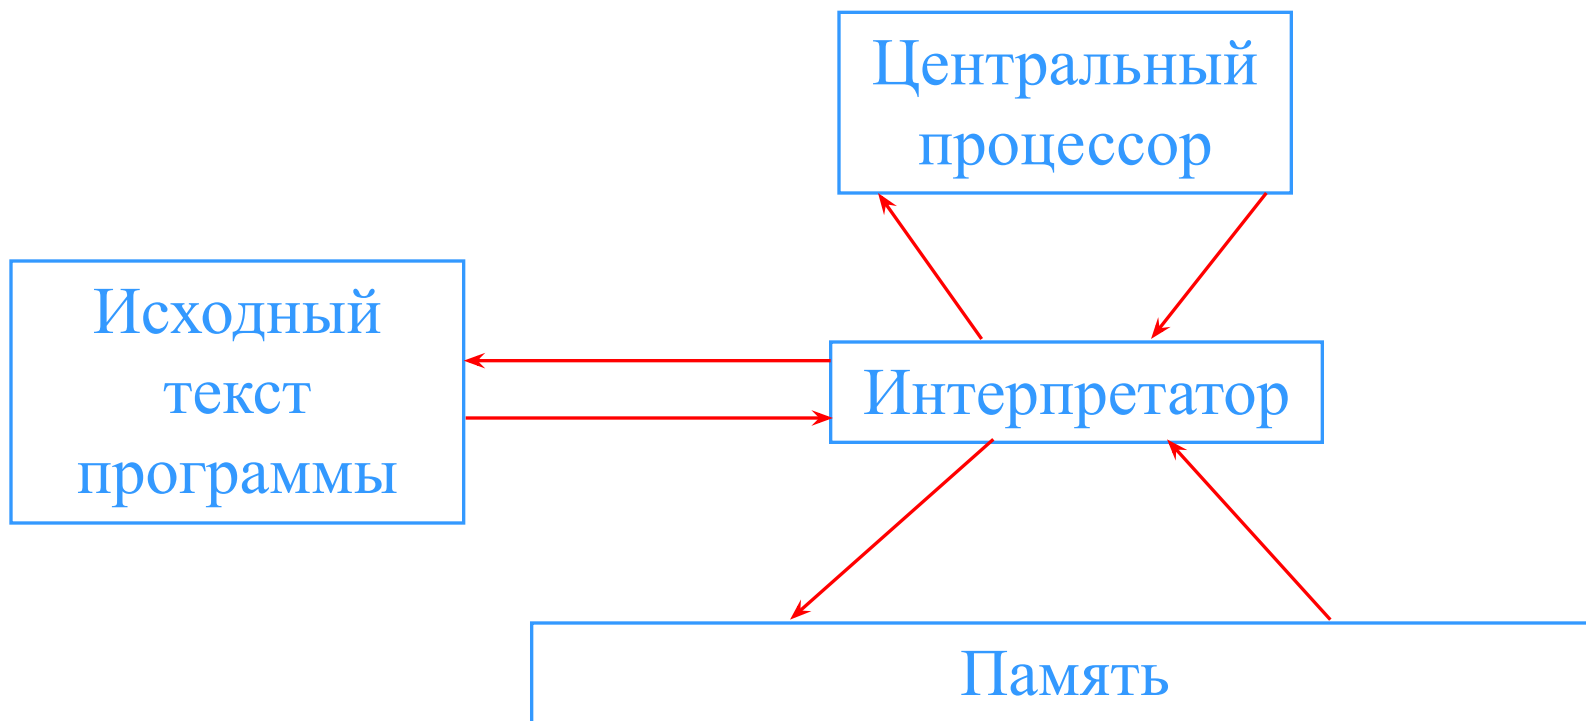 Центральный
процессор
Исходный
текст
программы
Интерпретатор
Память